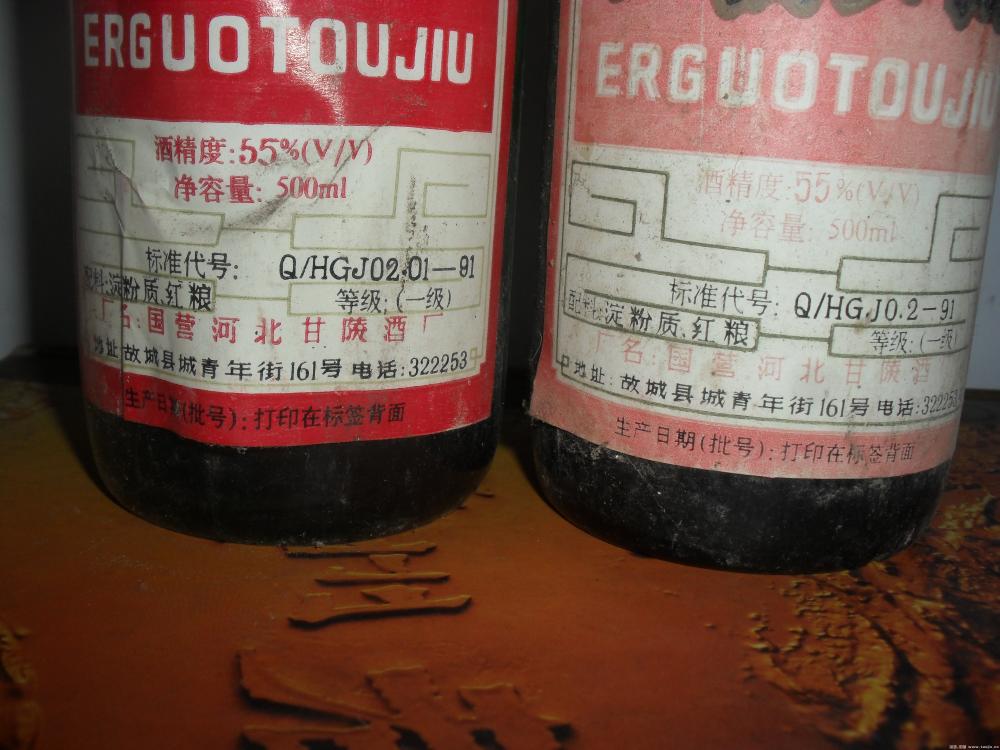 ERGUOTOUJIU
酒精度:55%(V/V)
净容量: 500ml
标准代号: Q/HGJ02.01-91
配料:淀粉质.红粮 等级:(一级)
厂名:国营河北甘陵酒厂
地址:故城县城青年街161号 电话:322253
生产日期(批号):打印在标签背面
ERGUOTOUJIU
酒精度:55%(V/V)
净容量: 500ml
标准代号: Q/HGJ0.2-91
配料:淀粉质.红粮 等级:(一级)
厂名:国营河北甘陵酒
地址:故城县城青年街161号 电话:322253
生产日期(批号):打印在标签背面